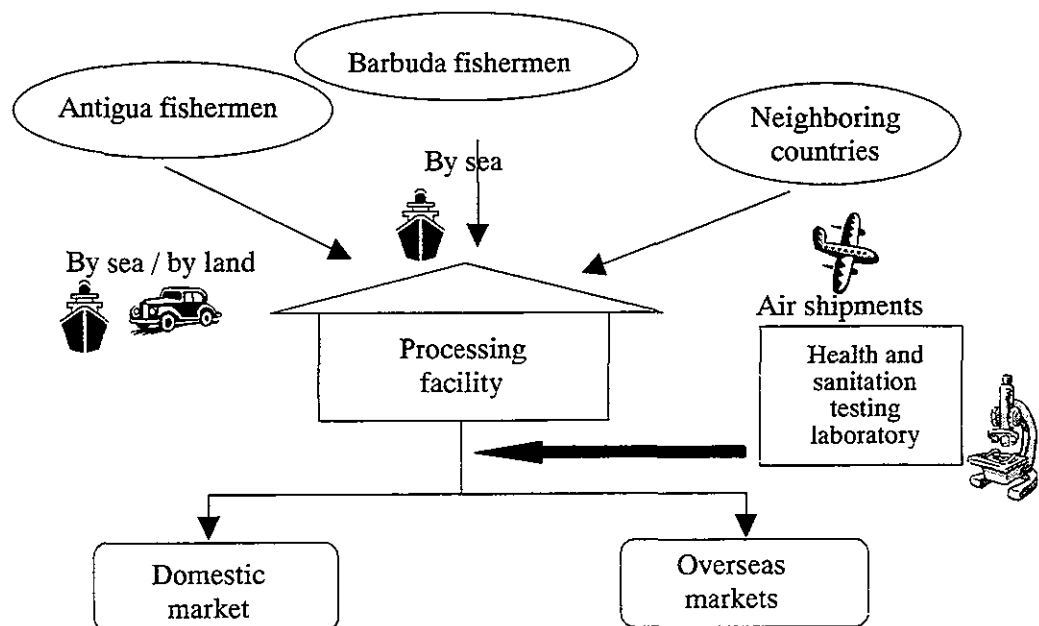 Barbuda fishermen
Antigua fishermen
Neighboring
countries
By sea
By sea / by land
Air shipments
Processing
facility
Health and
sanitation
testing
laboratory
Domestic
market
Overseas
markets